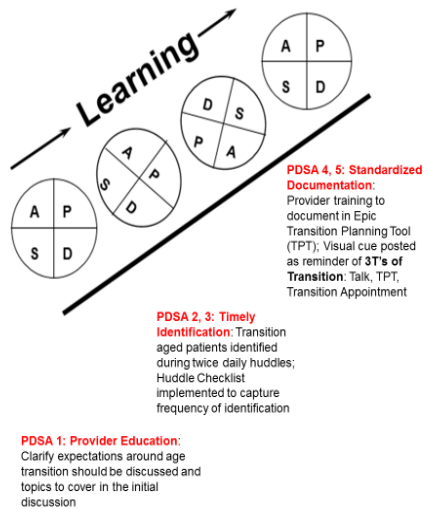 Learning
A P
S D
A P
S D
D S
P A
A P
S D
PDSA 4, 5: Standardized
Documentation:
Provider training to
document in Epic
Transition Planning Tool
(TPT); Visual cue posted
as reminder of 3T's of
Transition: Talk, TPT,
Transition Appointment
PDSA 2, 3: Timely
Identification: Transition
aged patients identified
during twice daily huddles;
Huddle Checklist
implemented to capture
frequency of identification
PDSA 1: Provider Education:
Clarify expectations around age
transition should be discussed and
topics to cover in the initial
discussion